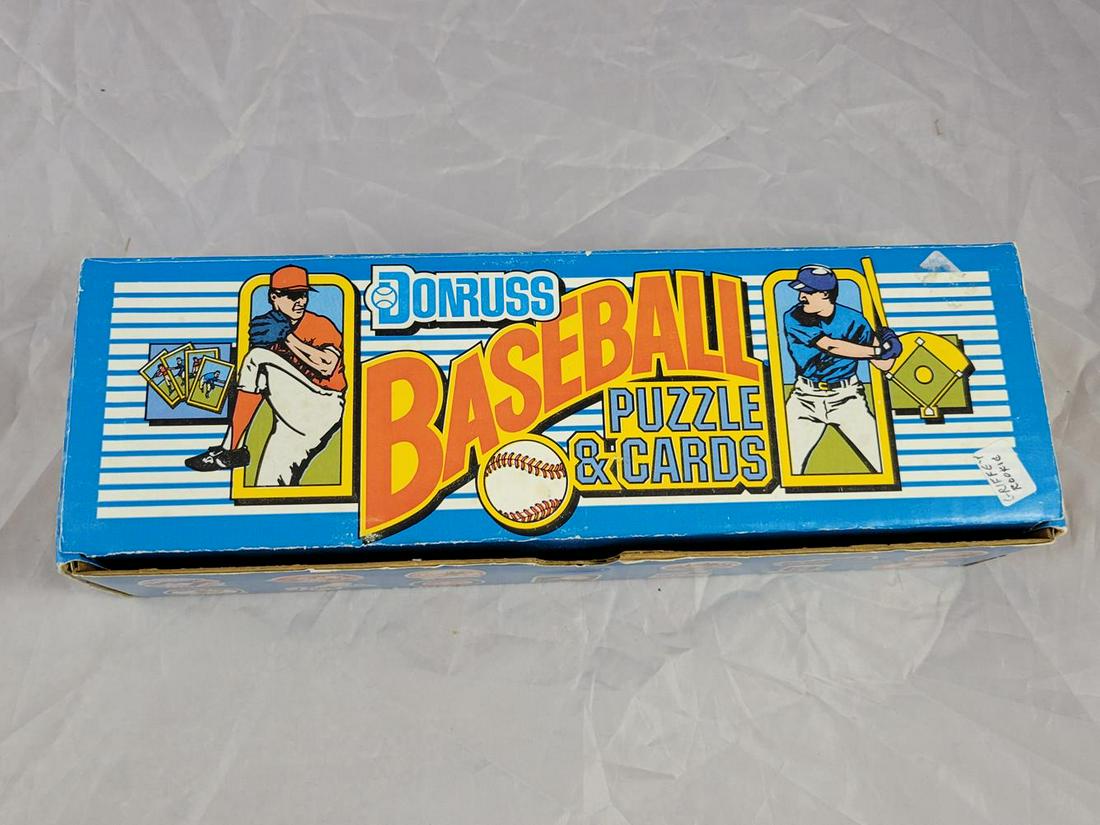 DONRUSS
BASEBALL
PUZZLE
& CARDS
GRIFFEY
ROOKIE